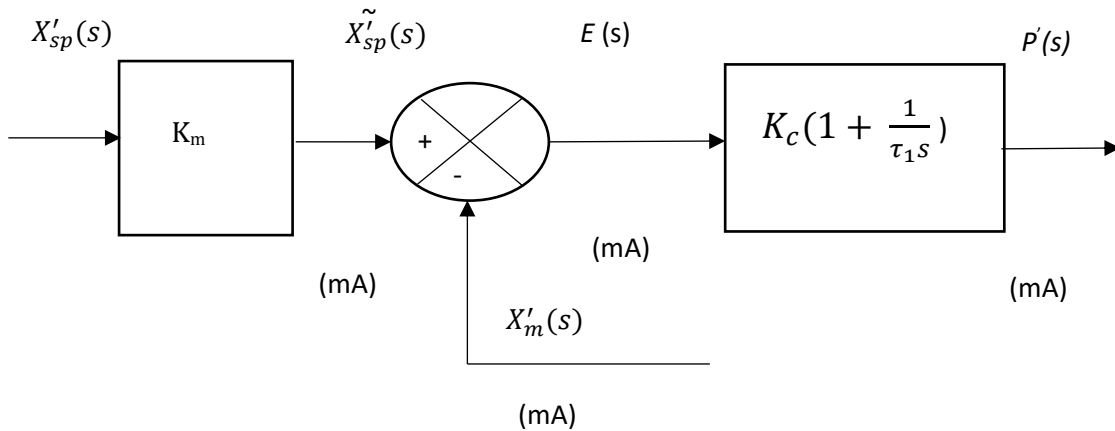 X′sp(s)
X̃′sp(s)
E (s)
P'(s)
Km
+
-
Kc(1 + 1/τ1s)
(mA)
(mA)
(mA)
X′m(s)
(mA)